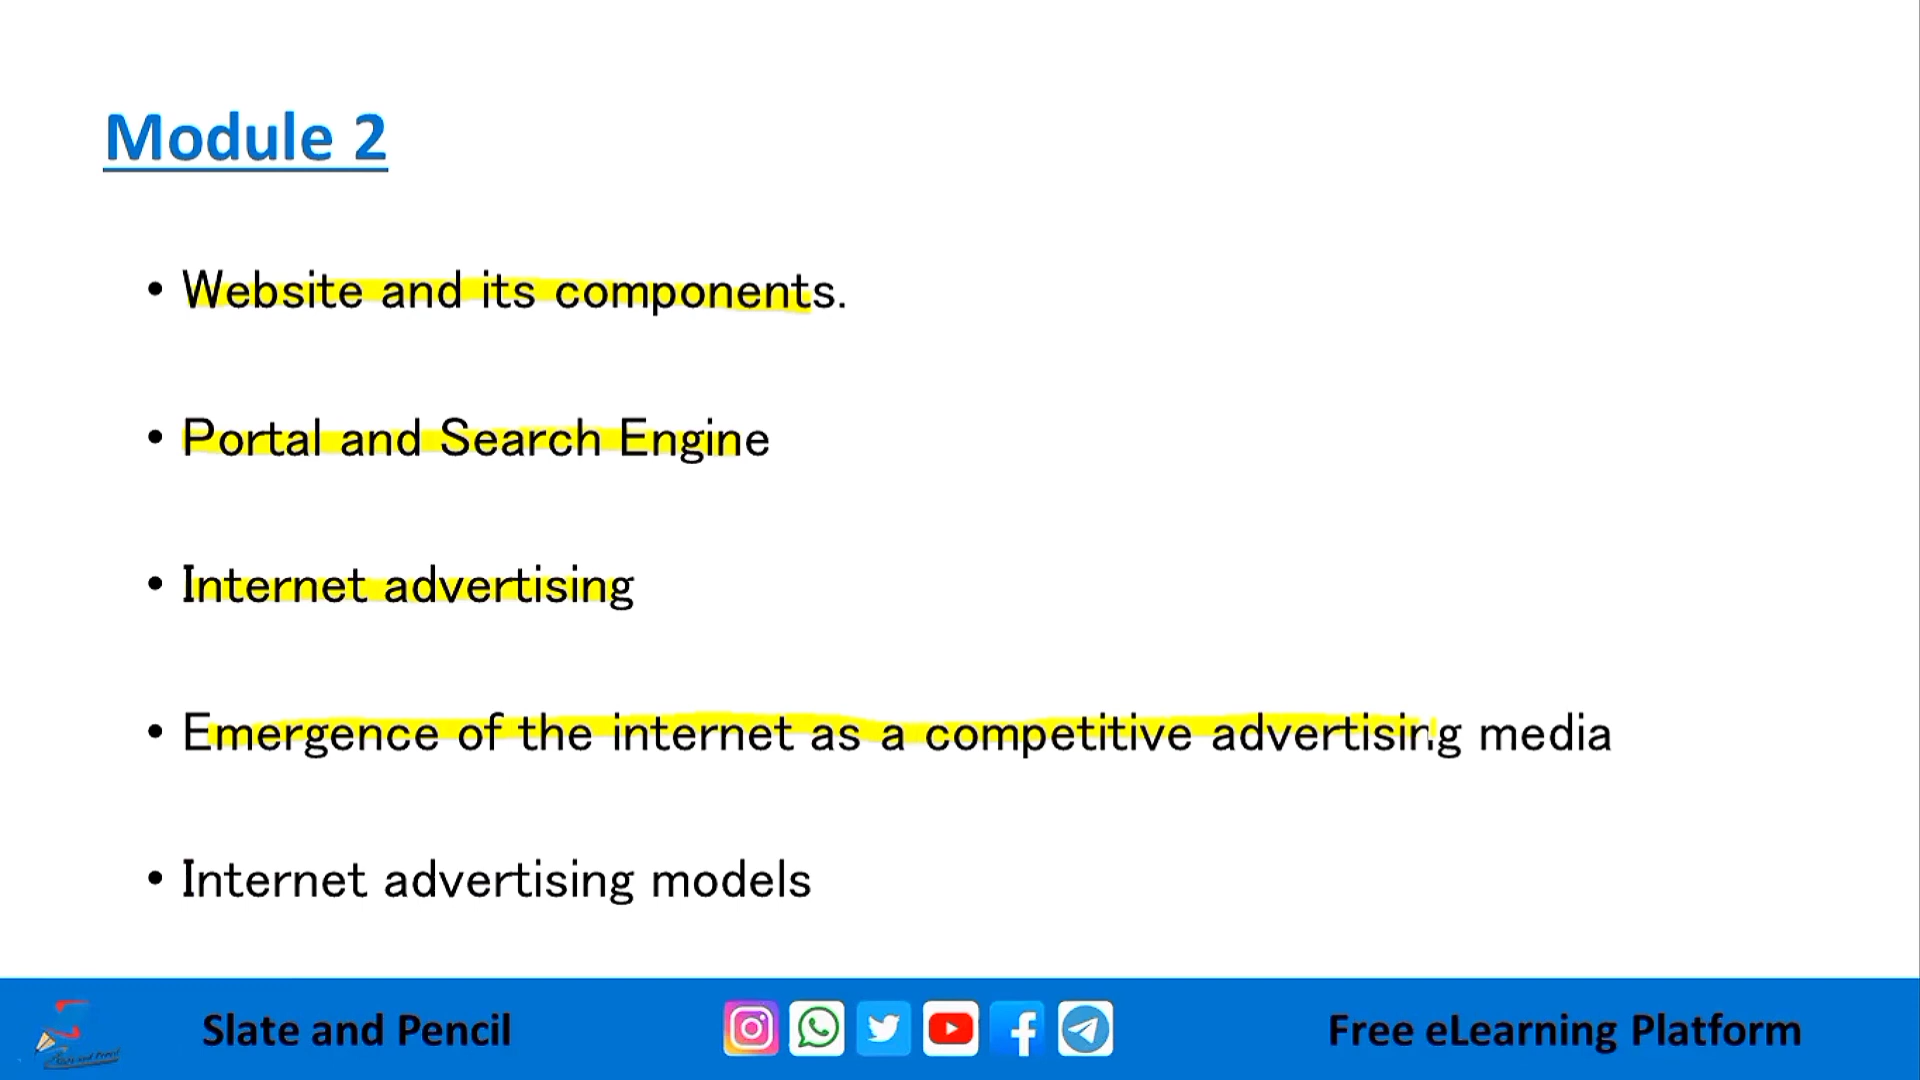 Module 2
• Website and its components.
• Portal and Search Engine
• Internet advertising
• Emergence of the internet as a competitive advertising media
• Internet advertising models
Slate and Pencil
Free eLearning Platform